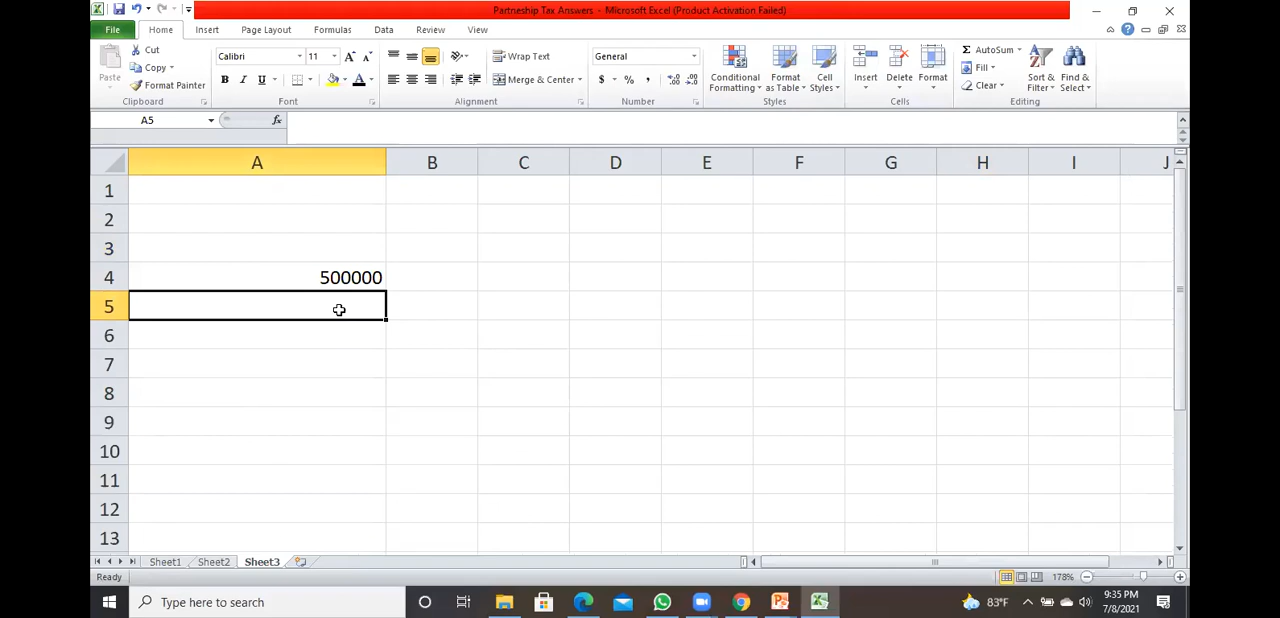 Partneship Tax Answers - Microsoft Excel (Product Activation Failed)
File Home Insert Page Layout Formulas Data Review View
Paste Cut Copy Format Painter
Clipboard
Calibri 11
B I U A
Font
Wrap Text
Merge & Center
Alignment
General
$ % ,
Number
Conditional Formatting
Format as Table
Cell Styles
Styles
Insert Delete Format
Cells
Σ AutoSum
Fill
Clear
Sort & Filter
Find & Select
Editing
A5 fx
A B C D E F G H I J
1
2
3
4 500000
5
6
7
8
9
10
11
12
13
Sheet1 Sheet2 Sheet3
Ready 178%
Type here to search
83°F
9:35 PM
7/8/2021